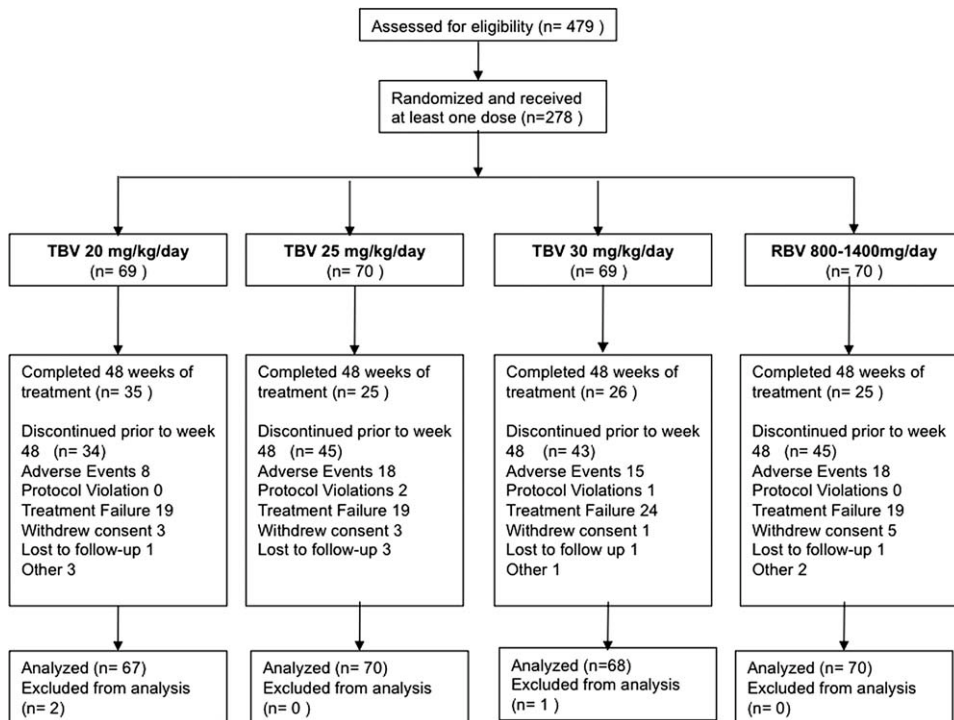 Assessed for eligibility (n= 479 )
Randomized and received
at least one dose (n=278 )
TBV 20 mg/kg/day
(n= 69 )
TBV 25 mg/kg/day
(n= 70 )
TBV 30 mg/kg/day
(n= 69 )
RBV 800-1400mg/day
(n= 70 )
Completed 48 weeks of
treatment (n= 35 )
Discontinued prior to week
48 (n= 34)
Adverse Events 8
Protocol Violation 0
Treatment Failure 19
Withdrew consent 3
Lost to follow-up 1
Other 3
Completed 48 weeks of
treatment (n= 25 )
Discontinued prior to week
48 (n= 45)
Adverse Events 18
Protocol Violations 2
Treatment Failure 19
Withdrew consent 3
Lost to follow-up 3
Completed 48 weeks of
treatment (n= 26 )
Discontinued prior to week
48 (n= 43)
Adverse Events 15
Protocol Violations 1
Treatment Failure 24
Withdrew consent 1
Lost to follow up 1
Other 1
Completed 48 weeks of
treatment (n= 25 )
Discontinued prior to week
48 (n= 45)
Adverse Events 18
Protocol Violations 0
Treatment Failure 19
Withdrew consent 5
Lost to follow-up 1
Other 2
Analyzed (n= 67)
Excluded from analysis
(n= 2)
Analyzed (n= 70)
Excluded from analysis
(n= 0 )
Analyzed (n=68)
Excluded from analysis
(n= 1 )
Analyzed (n= 70)
Excluded from analysis
(n= 0)